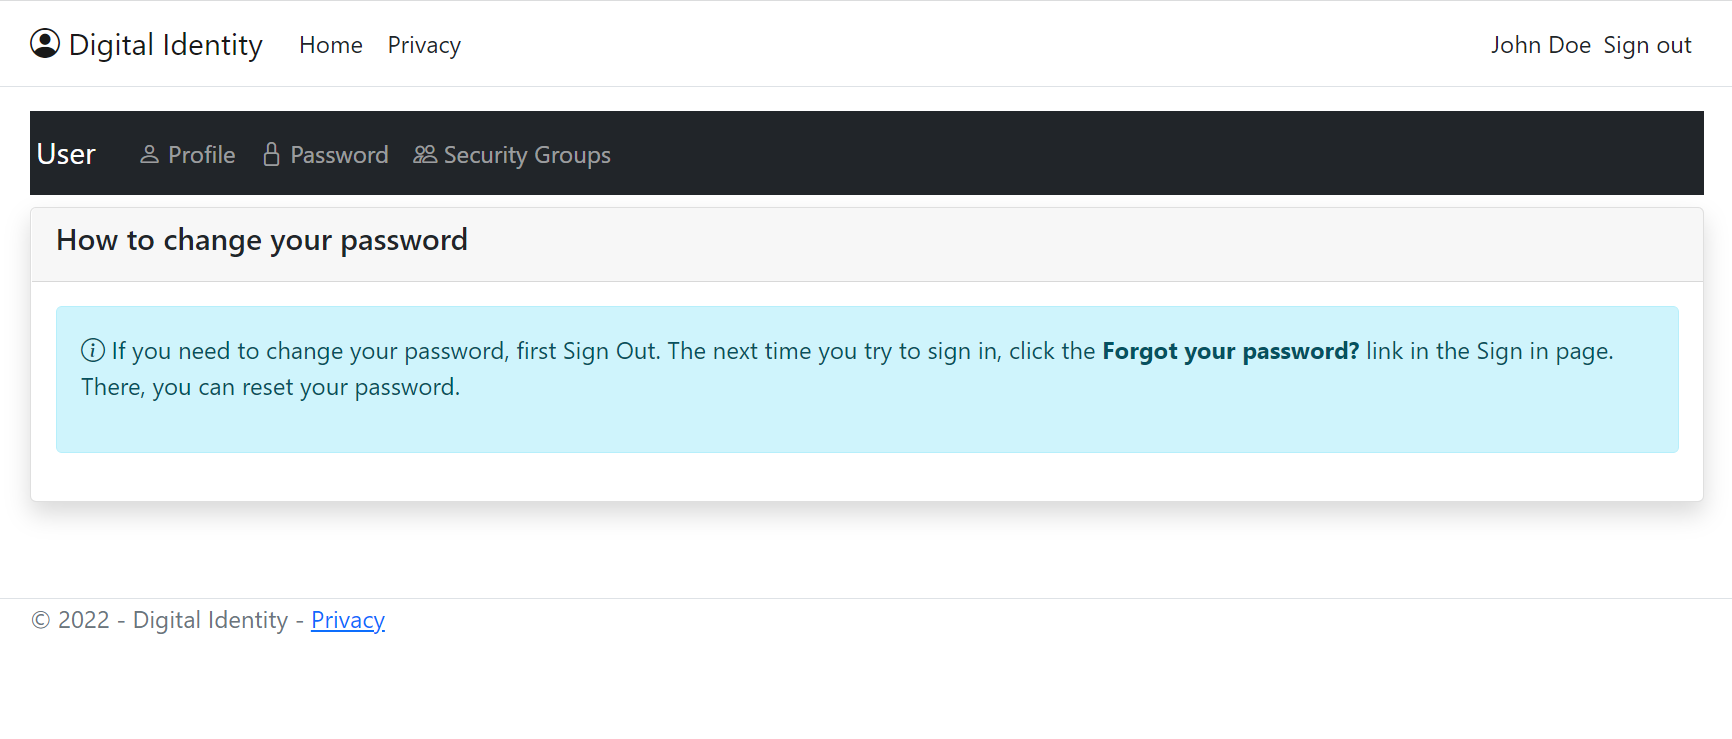 Digital Identity Home Privacy John Doe Sign out
User Profile Password Security Groups
How to change your password
If you need to change your password, first Sign Out. The next time you try to sign in, click the Forgot your password? link in the Sign in page.
There, you can reset your password.
© 2022 - Digital Identity - Privacy